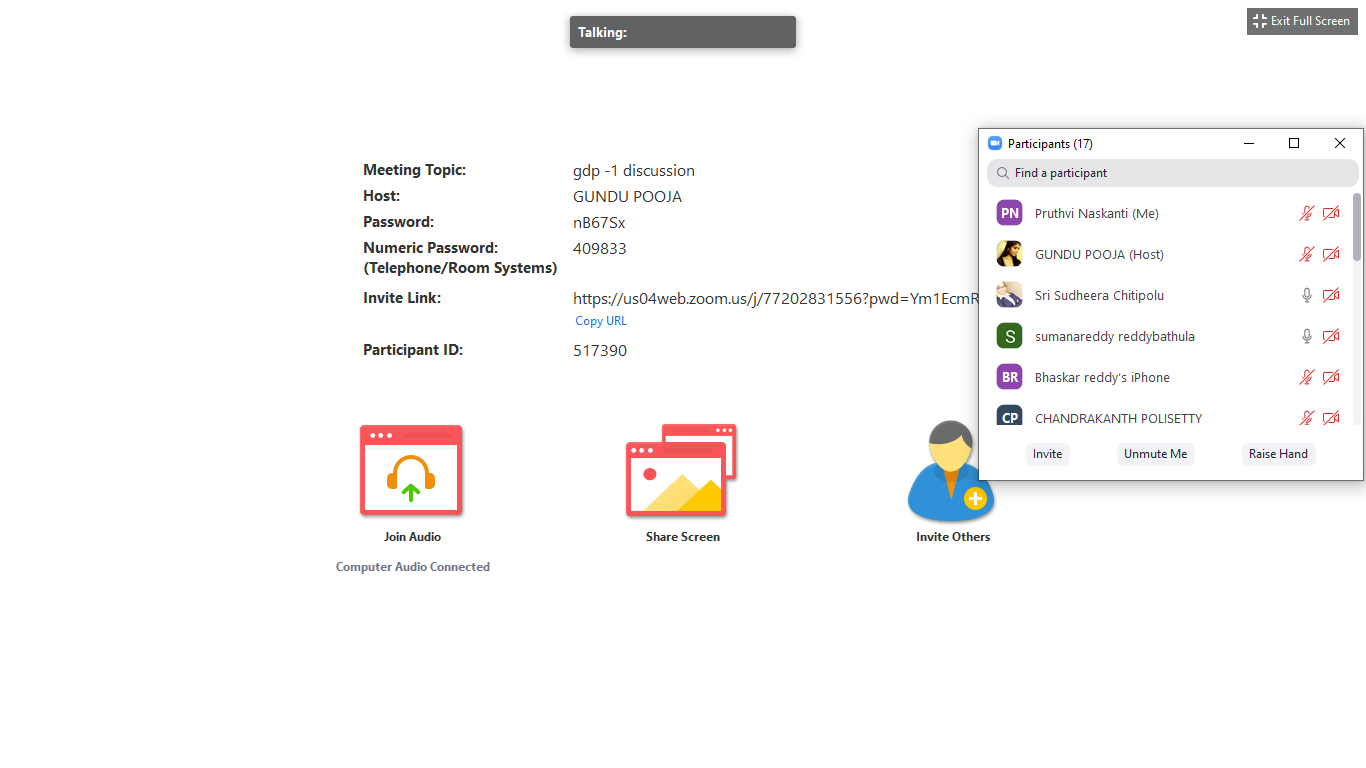 Talking:
Exit Full Screen
Meeting Topic: gdp -1 discussion
Host: GUNDU POOJA
Password: nB67Sx
Numeric Password: 409833
(Telephone/Room Systems)
Invite Link: https://us04web.zoom.us/j/77202831556?pwd=Ym1EcmR
Copy URL
Participant ID: 517390
Join Audio
Computer Audio Connected
Share Screen
Invite Others
Participants (17)
Find a participant
PN Pruthvi Naskanti (Me)
GUNDU POOJA (Host)
Sri Sudheera Chitipolu
S sumanareddy reddybathula
BR Bhaskar reddy's iPhone
CP CHANDRAKANTH POLISETTY
Invite Unmute Me Raise Hand